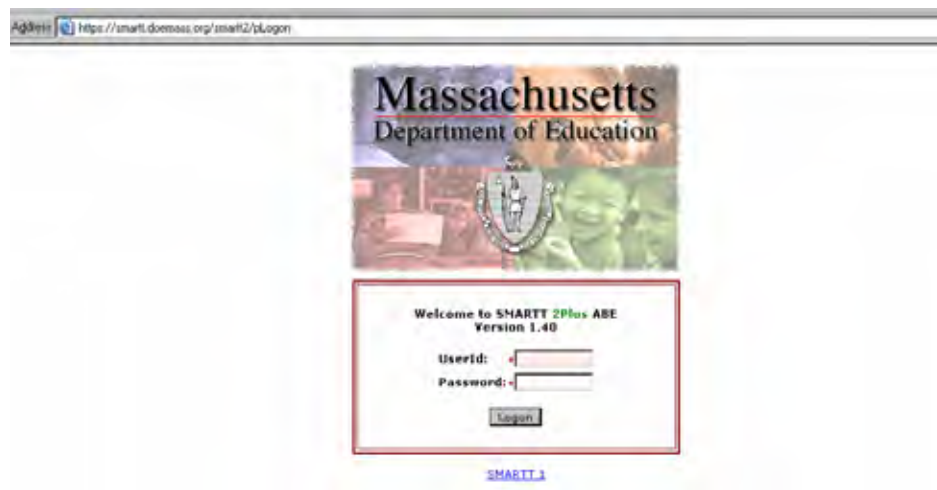 Address https://smartt.doemass.org/smartt2/pLogon
Massachusetts
Department of Education
Welcome to SMARTT 2Plus ABE
Version 1.40
UserId:
Password:
Logon
SMARTT 1